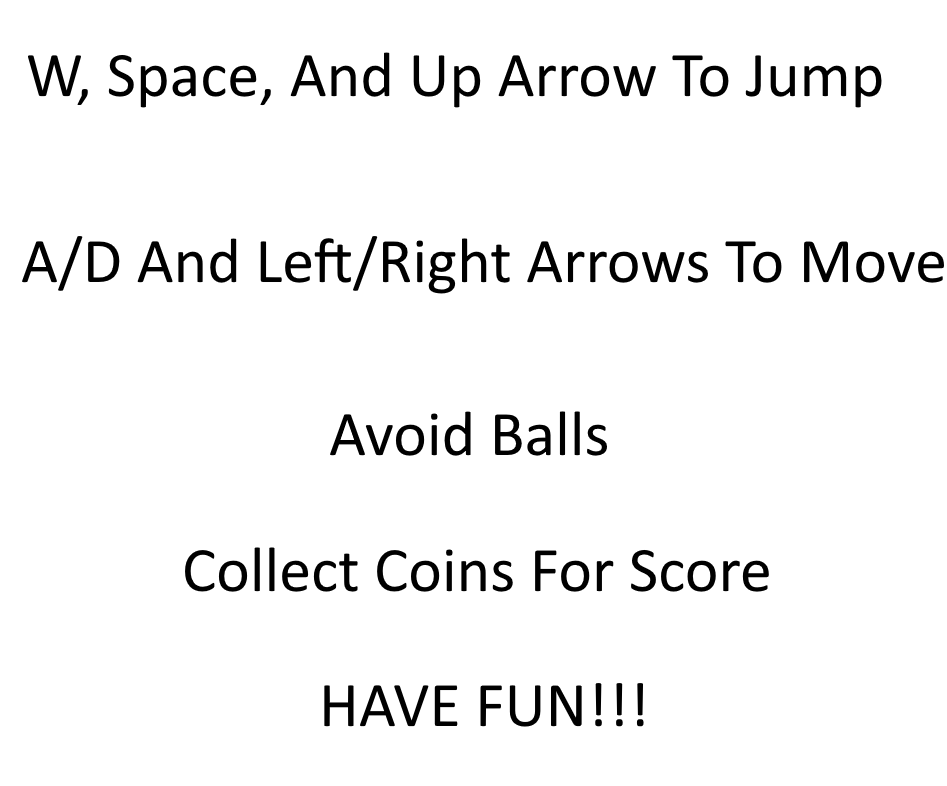 W, Space, And Up Arrow To Jump
A/D And Left/Right Arrows To Move
Avoid Balls
Collect Coins For Score
HAVE FUN!!!